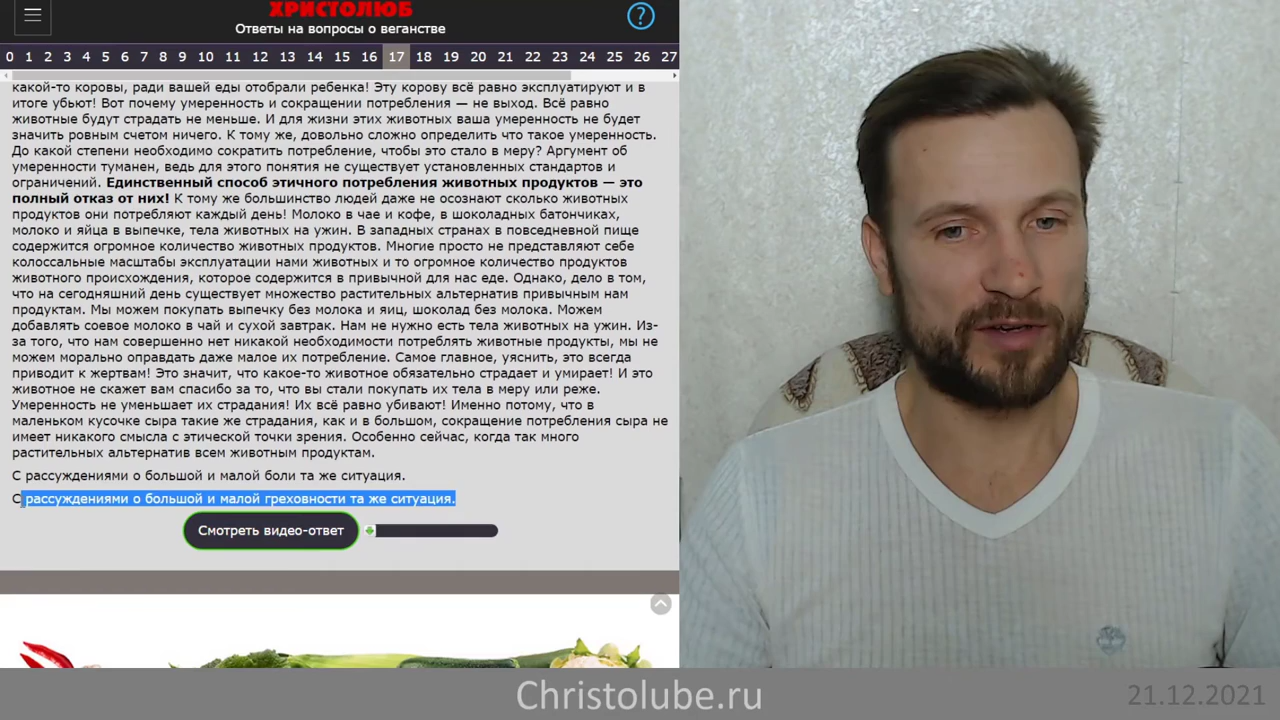 ХРИСТОЛЮБ
Ответы на вопросы о веганстве
0 1 2 3 4 5 6 7 8 9 10 11 12 13 14 15 16 17 18 19 20 21 22 23 24 25 26 27
какой-то коровы, ради вашей еды отобрали ребенка! Эту корову всё равно эксплуатируют и в
итоге убьют! Вот почему умеренность и сокращении потребления — не выход. Всё равно
животные будут страдать не меньше. И для жизни этих животных ваша умеренность не будет
значить ровным счетом ничего. К тому же, довольно сложно определить что такое умеренность.
До какой степени необходимо сократить потребление, чтобы это стало в меру? Аргумент об
умеренности туманен, ведь для этого понятия не существует установленных стандартов и
ограничений. Единственный способ этичного потребления животных продуктов — это
полный отказ от них! К тому же большинство людей даже не осознают сколько животных
продуктов они потребляют каждый день! Молоко в чае и кофе, в шоколадных батончиках,
молоко и яйца в выпечке, тела животных на ужин. В западных странах в повседневной пище
содержится огромное количество животных продуктов. Многие просто не представляют себе
колоссальные масштабы эксплуатации нами животных и то огромное количество продуктов
животного происхождения, которое содержится в привычной для нас еде. Однако, дело в том,
что на сегодняшний день существует множество растительных альтернатив привычным нам
продуктам. Мы можем покупать выпечку без молока и яиц, шоколад без молока. Можем
добавлять соевое молоко в чай и сухой завтрак. Нам не нужно есть тела животных на ужин. Из-
за того, что нам совершенно нет никакой необходимости потреблять животные продукты, мы не
можем морально оправдать даже малое их потребление. Самое главное, уяснить, это всегда
приводит к жертвам! Это значит, что какое-то животное обязательно страдает и умирает! И это
животное не скажет вам спасибо за то, что вы стали покупать их тела в меру или реже.
Умеренность не уменьшает их страдания! Их всё равно убивают! Именно потому, что в
маленьком кусочке сыра такие же страдания, как и в большом, сокращение потребления сыра не
имеет никакого смысла с этической точки зрения. Особенно сейчас, когда так много
растительных альтернатив всем животным продуктам.
С рассуждениями о большой и малой боли та же ситуация.
С рассуждениями о большой и малой греховности та же ситуация.
Смотреть видео-ответ
Christolube.ru
21.12.2021